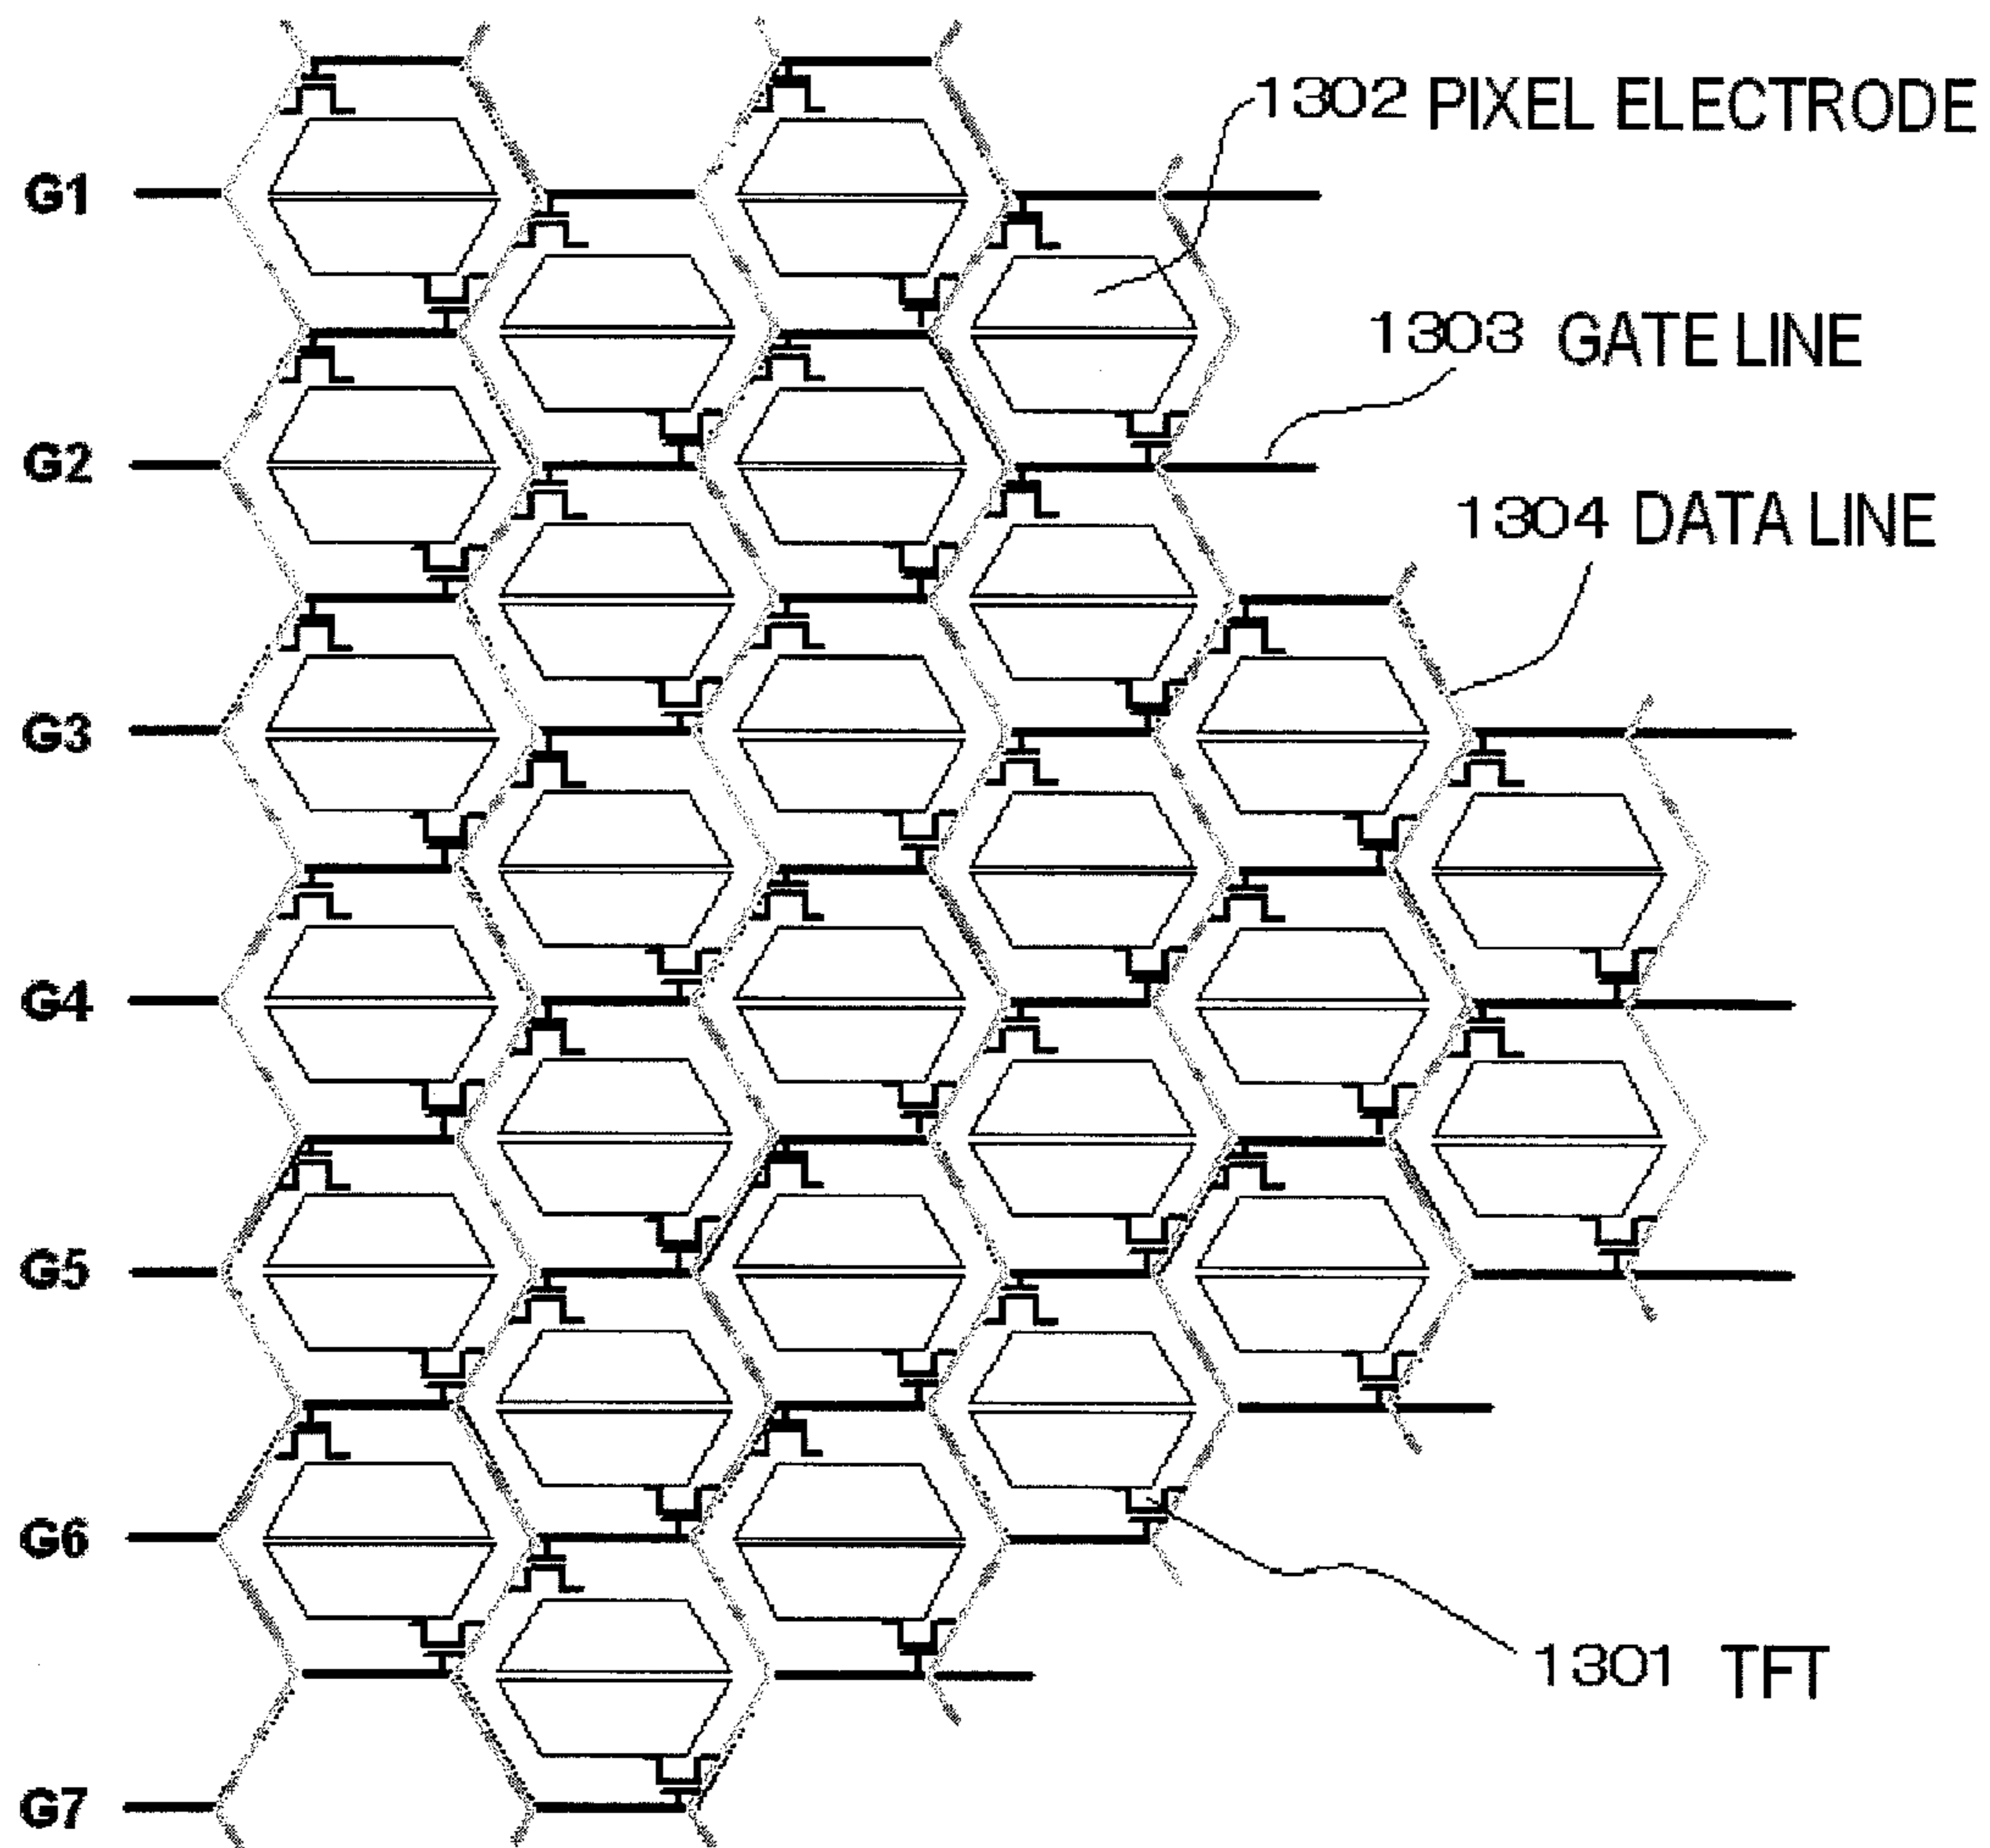 1302 PIXEL ELECTRODE
G1
1303 GATE LINE
G2
1304 DATA LINE
G3
G4
G5
G6
1301 TFT
G7